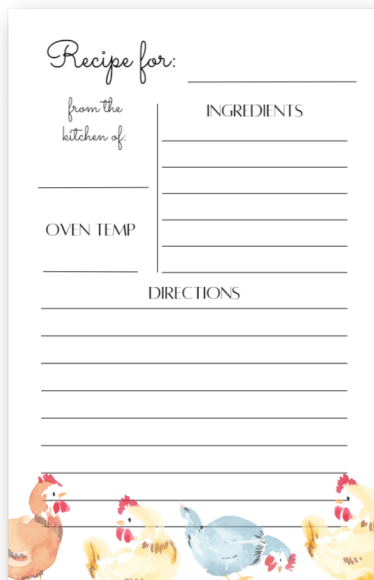 Recipe for:
from the
kitchen of:
INGREDIENTS
OVEN TEMP
DIRECTIONS